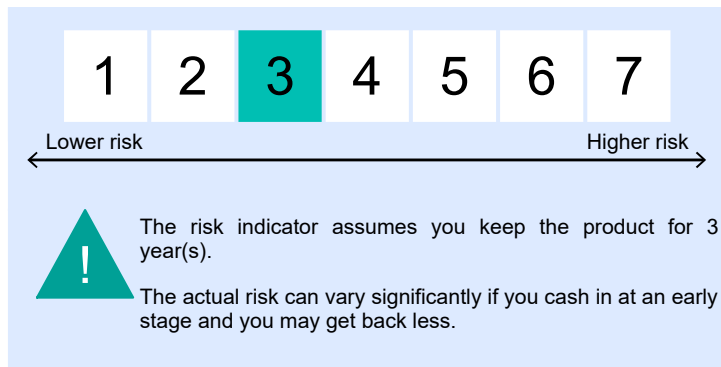 1 2 3 4 5 6 7
Lower risk Higher risk
!
The risk indicator assumes you keep the product for 3
year(s).
The actual risk can vary significantly if you cash in at an early
stage and you may get back less.